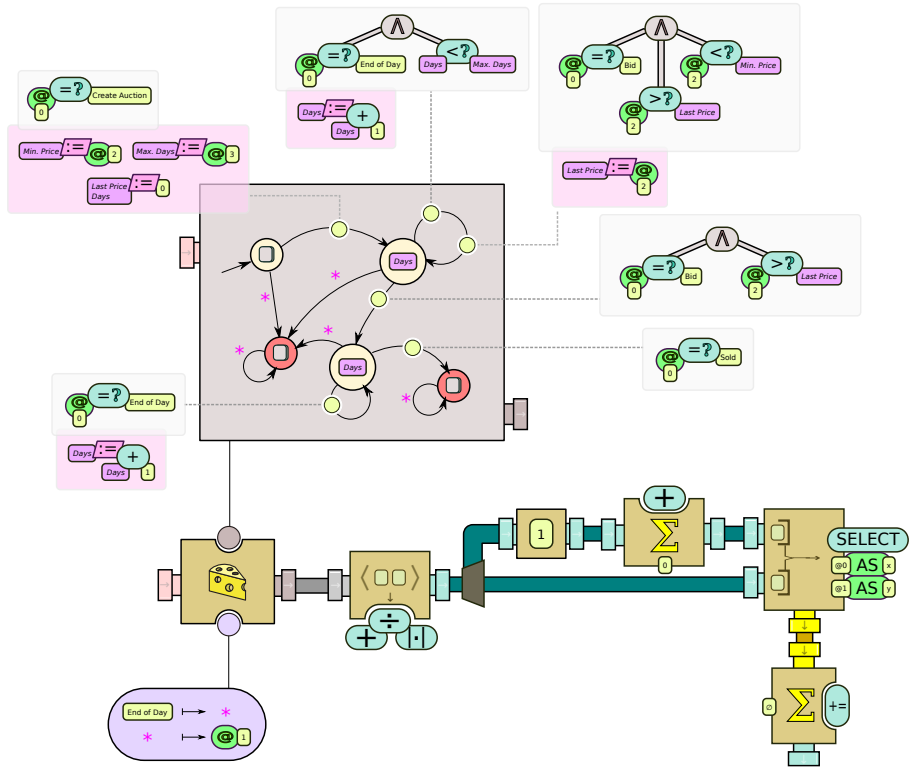 ∧
=?
@
0
End of Day
<?
Days
Max. Days
Days
:=
+
Days
1
∧
=?
@
0
Bid
>?
@
2
Last Price
<?
@
2
Min. Price
Last Price
:=
@
2
=?
@
0
Create Auction
Min. Price
:=
@
2
Max. Days
:=
@
3
Last Price
Days
:=
0
∧
=?
@
0
Bid
>?
@
2
Last Price
Days
*
*
*
*
Days
*
=?
@
0
Sold
=?
@
0
End of Day
Days
:=
+
Days
1
1
+
Σ
0
SELECT
@0
AS
x
@1
AS
y
〈 〉
↓
÷
+
|·|
∅
Σ
+=
End of Day
↦
*
*
↦
@
1